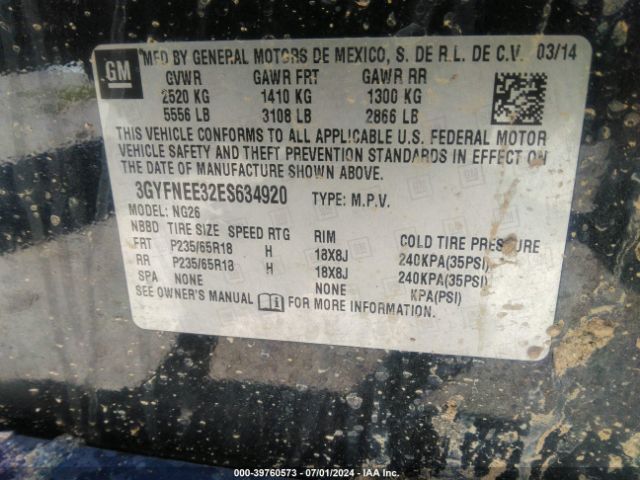 GM
MFD BY GENERAL MOTORS DE MEXICO, S. DE R.L. DE C.V. 03/14
GVWR GAWR FRT GAWR RR
2520 KG 1410 KG 1300 KG
5556 LB 3108 LB 2866 LB
THIS VEHICLE CONFORMS TO ALL APPLICABLE U.S. FEDERAL MOTOR
VEHICLE SAFETY AND THEFT PREVENTION STANDARDS IN EFFECT ON
THE DATE OF MANUFACTURE SHOWN ABOVE.
3GYFNEE32ES634920 TYPE: M.P.V.
MODEL: NG26
NBBD TIRE SIZE SPEED RTG RIM COLD TIRE PRESSURE
FRT P235/65R18 H 18X8J 240KPA(35PSI)
RR P235/65R18 H 18X8J 240KPA(35PSI)
SPA NONE NONE KPA(PSI)
SEE OWNER'S MANUAL i FOR MORE INFORMATION.
000-39760573 — 07/01/2024 — IAA Inc.